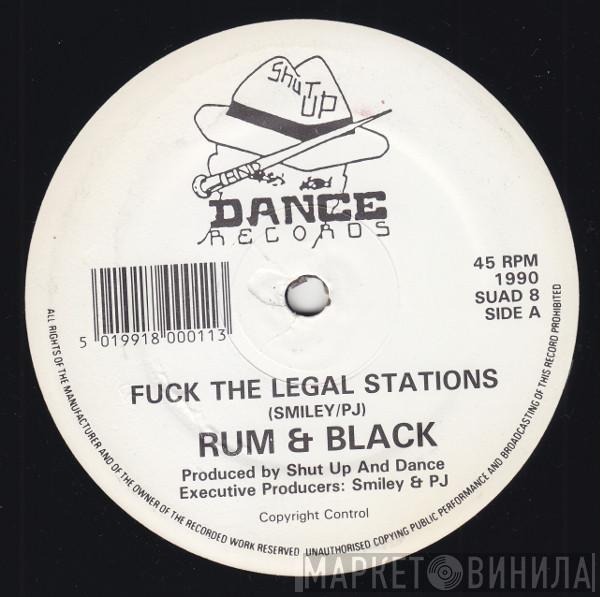 Shut
UP
AND
DANCE
RECORDS
45 RPM
1990
SUAD 8
SIDE A
5 019918 000113
FUCK THE LEGAL STATIONS
(SMILEY/PJ)
RUM & BLACK
Produced by Shut Up And Dance
Executive Producers: Smiley & PJ
Copyright Control
ALL RIGHTS OF THE MANUFACTURER AND OF THE OWNER OF THE RECORDED WORK RESERVED UNAUTHORISED COPYING PUBLIC PERFORMANCE AND BROADCASTING OF THIS RECORD PROHIBITED
МАРКЕТ ВИНИЛА